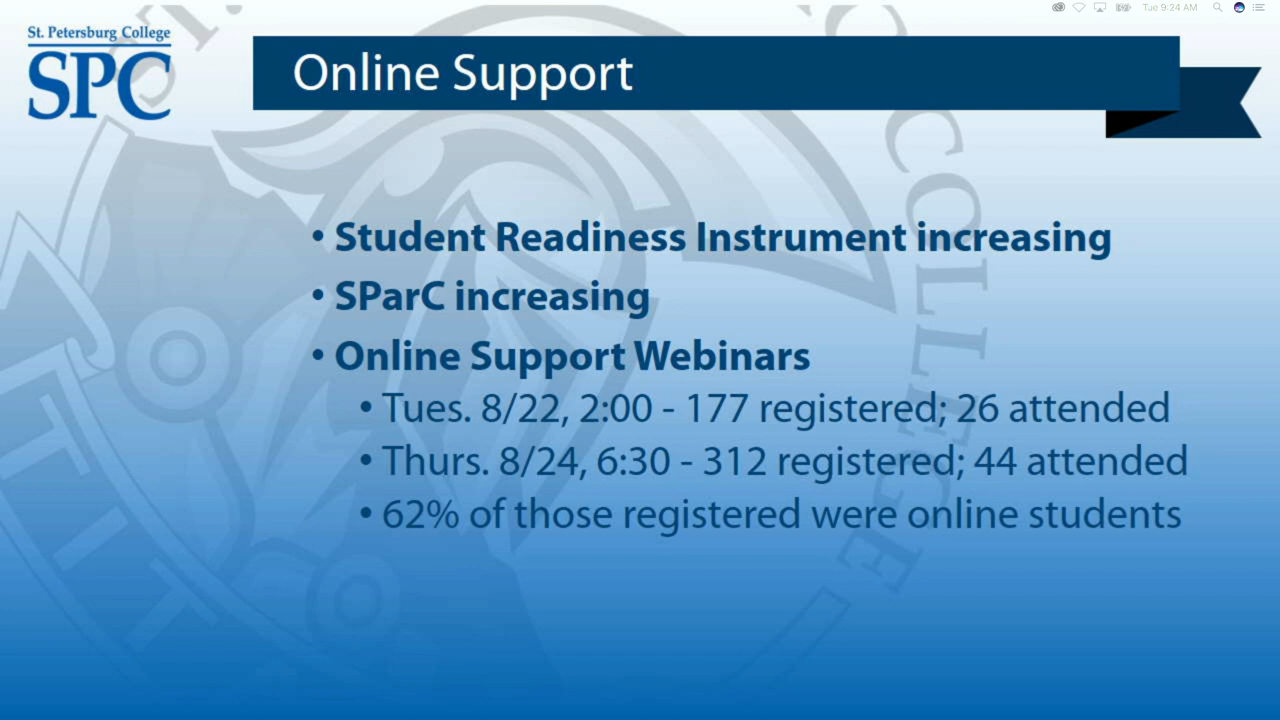 Tue 9:24 AM
St. Petersburg College
SPC
Online Support
• Student Readiness Instrument increasing
• SParC increasing
• Online Support Webinars
• Tues. 8/22, 2:00 - 177 registered; 26 attended
• Thurs. 8/24, 6:30 - 312 registered; 44 attended
• 62% of those registered were online students
COLLEGE